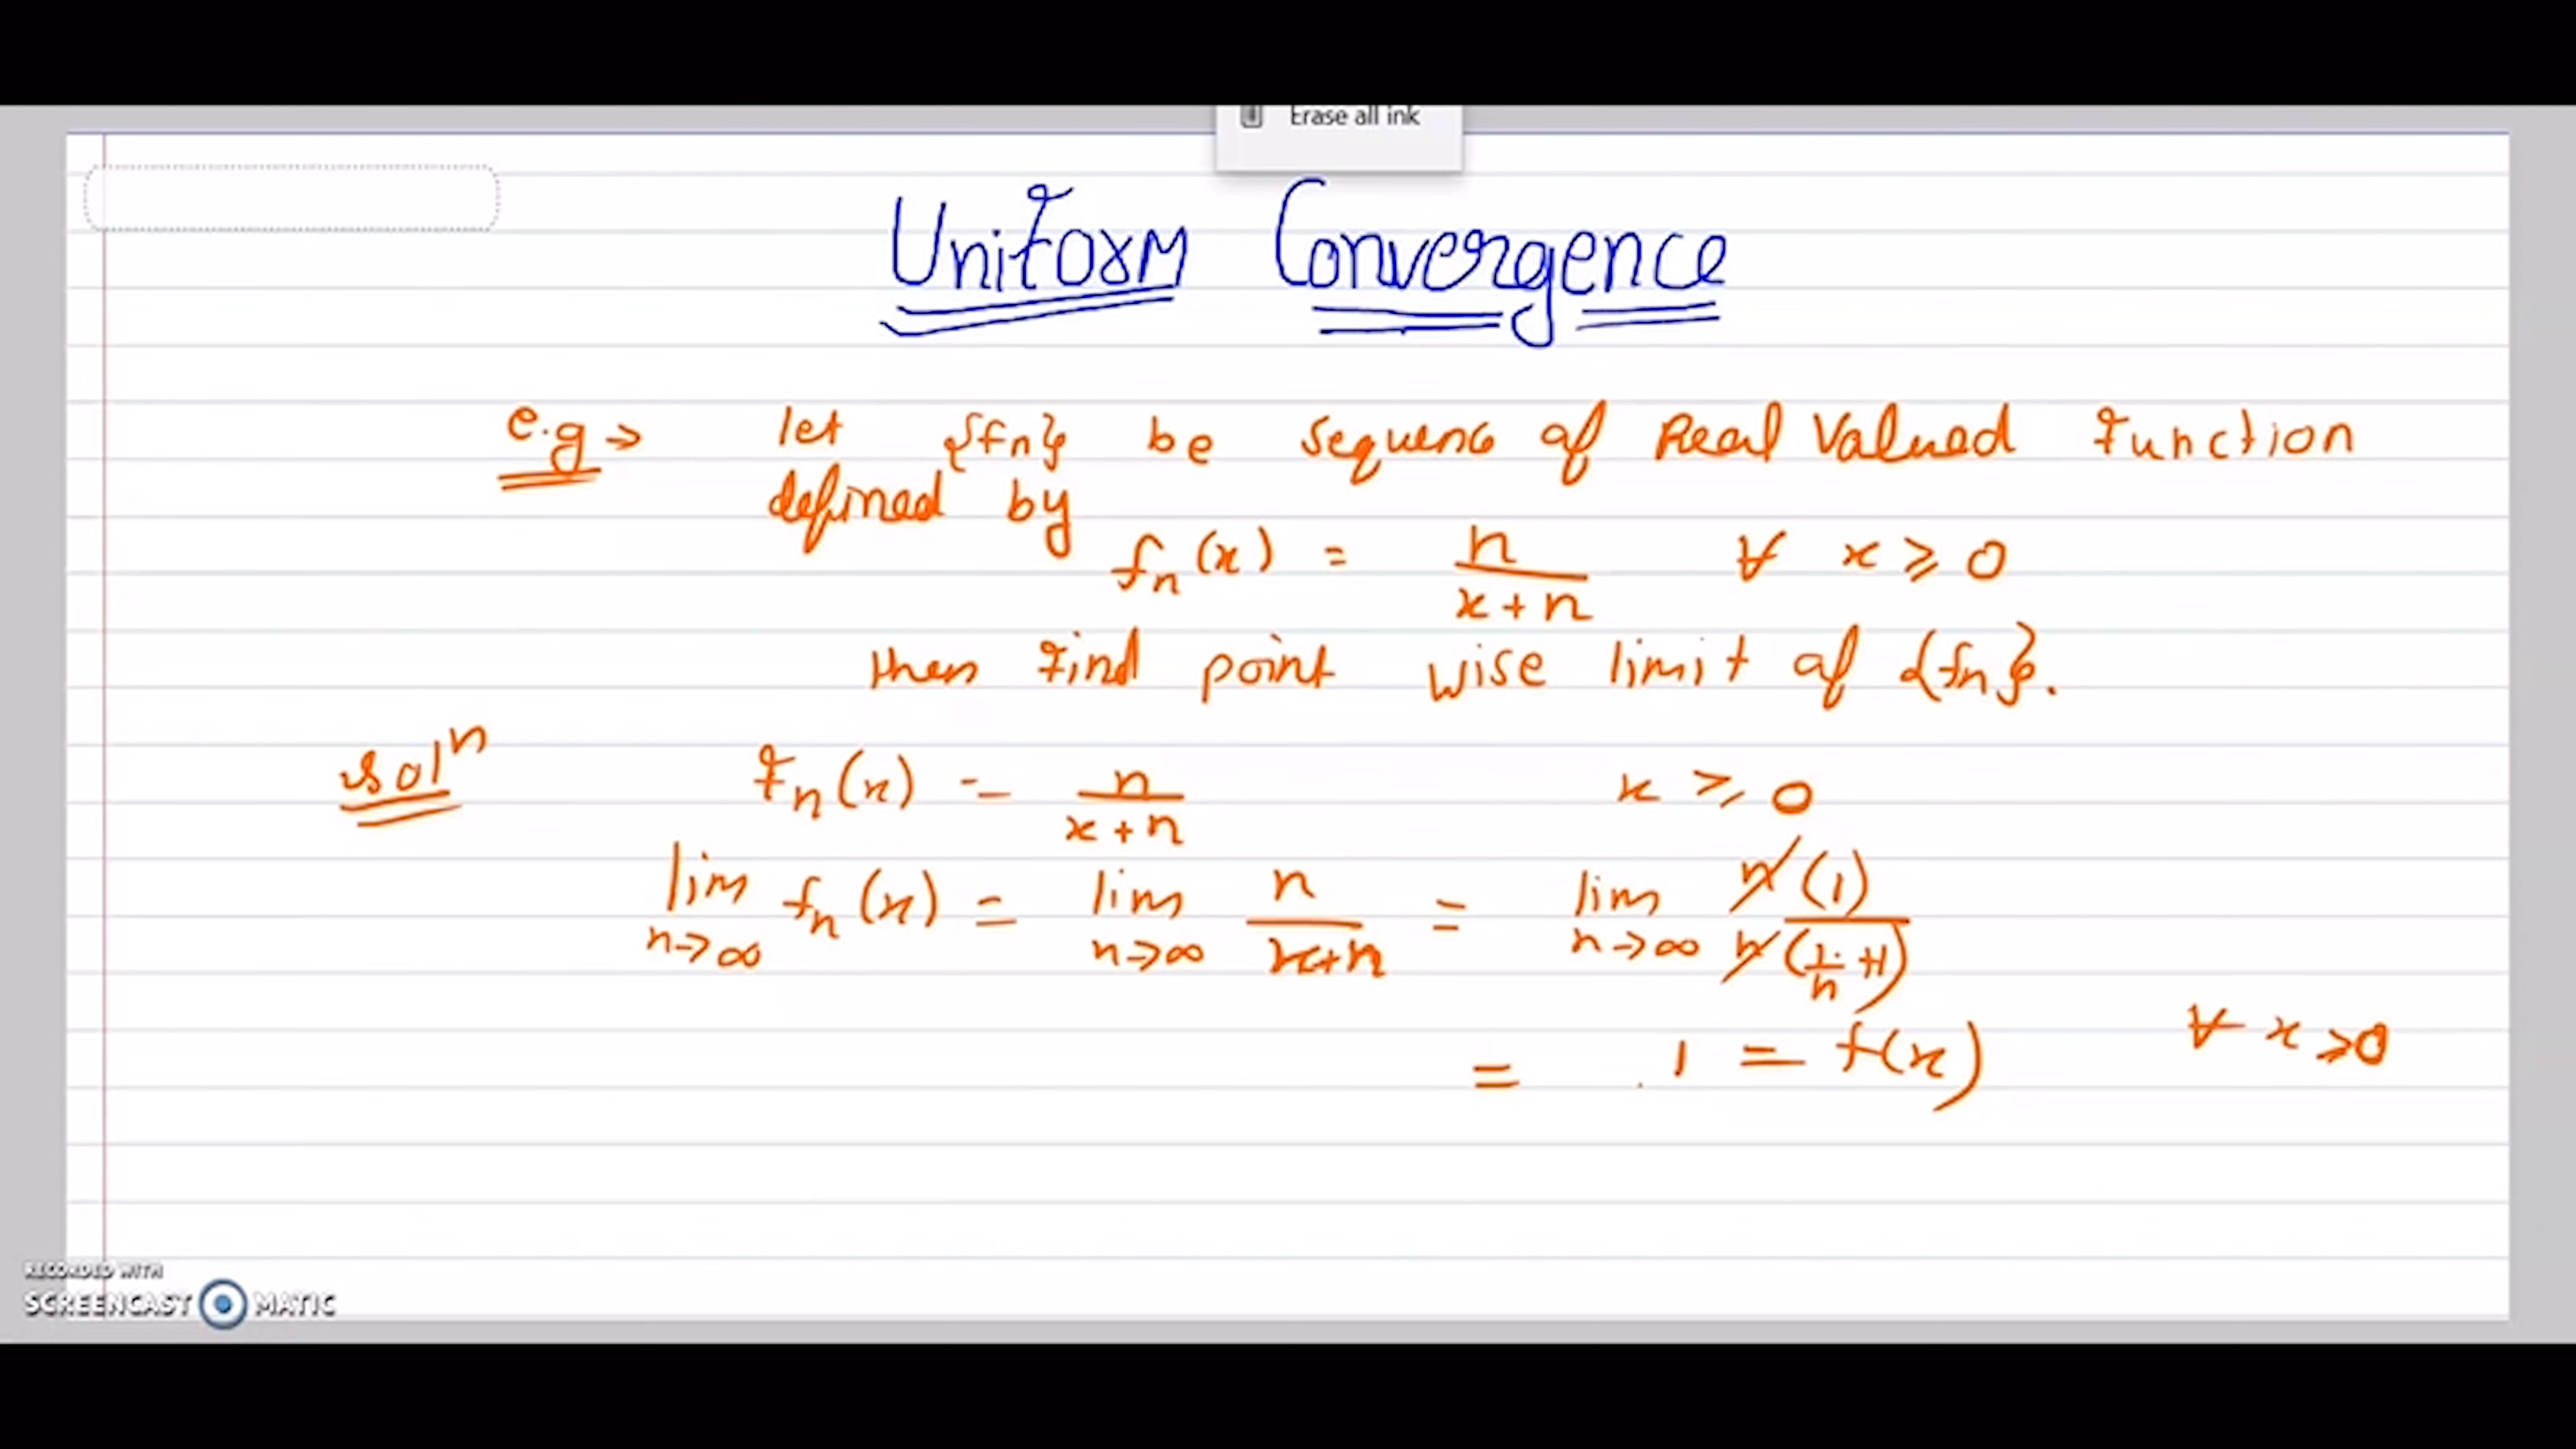 Erase all ink
Uniform Convergence
e.g → let {fn} be sequence of Real Valued Function
defined by
fn(x) = n/(x+n) ∀ x ≥ 0
then find point wise limit of {fn}.
solⁿ fn(x) = n/(x+n) x ≥ 0
lim n→∞ fn(x) = lim n→∞ n/(x+n) = lim n→∞ n(1)/n(x/n+1)
= 1 = f(x) ∀ x ≥ 0
RECORDED WITH
SCREENCAST MATIC